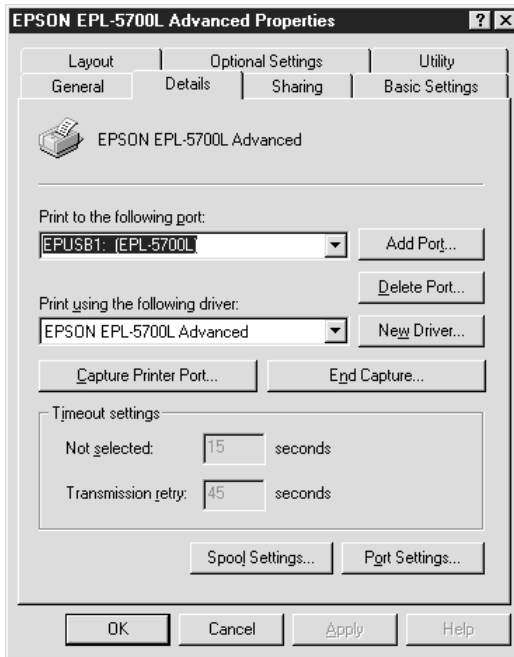 EPSON EPL-5700L Advanced Properties
Layout Optional Settings Utility
General Details Sharing Basic Settings
EPSON EPL-5700L Advanced
Print to the following port:
EPUSB1: (EPL-5700L) Add Port...
Delete Port...
Print using the following driver:
EPSON EPL-5700L Advanced New Driver...
Capture Printer Port... End Capture...
Timeout settings
Not selected: 15 seconds
Transmission retry: 45 seconds
Spool Settings... Port Settings...
OK Cancel Apply Help